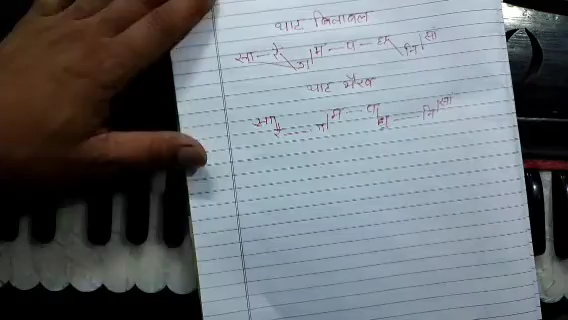 थाट बिलावल
सा - रे ग म - प - ध नि सां
थाट भैरव
सा रे - - ग म - - प ध - - नि सां